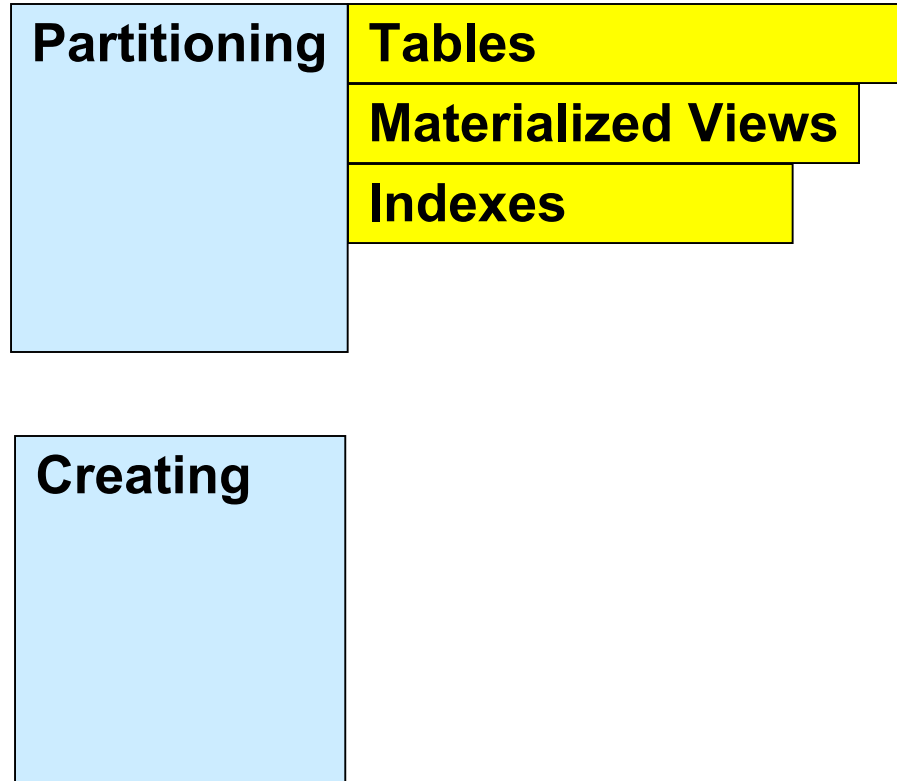 Partitioning
Tables
Materialized Views
Indexes
Creating